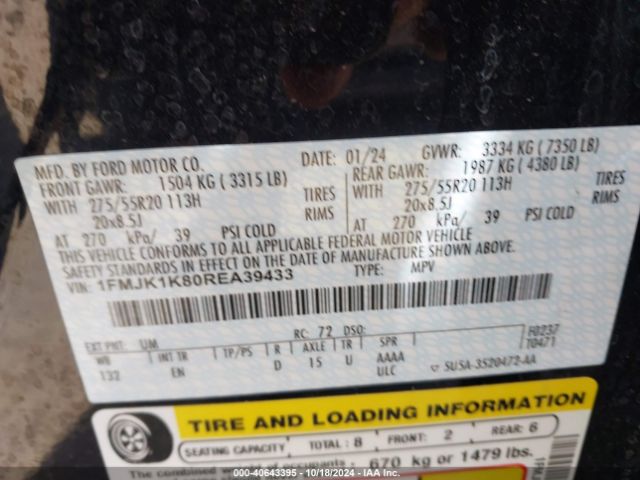 MFD. BY FORD MOTOR CO.
DATE: 01/24 GVWR: 3334 KG (7350 LB)
FRONT GAWR: 1504 KG (3315 LB) REAR GAWR: 1987 KG (4380 LB)
WITH 275/55R20 113H TIRES WITH 275/55R20 113H TIRES
20x8.5J RIMS 20x8.5J RIMS
AT 270 kPa/ 39 PSI COLD AT 270 kPa/ 39 PSI COLD
THIS VEHICLE CONFORMS TO ALL APPLICABLE FEDERAL MOTOR VEHICLE
SAFETY STANDARDS IN EFFECT ON THE DATE OF MANUFACTURE SHOWN ABOVE.
VIN: 1FMJK1K80REA39433 TYPE: MPV
EXT PNT: UM RC: 72 DSO: F0237
T0471
WB INT TR TP/PS R AXLE TR SPR
132 EN D 15 U AAAA
ULC
SU5A-3520472-AA
TIRE AND LOADING INFORMATION
SEATING CAPACITY TOTAL: 8 FRONT: 2 REAR: 6
The combined 670 kg or 1479 lbs.
STOCK #: 40643395 | 10/18/2024 | IAA Inc.